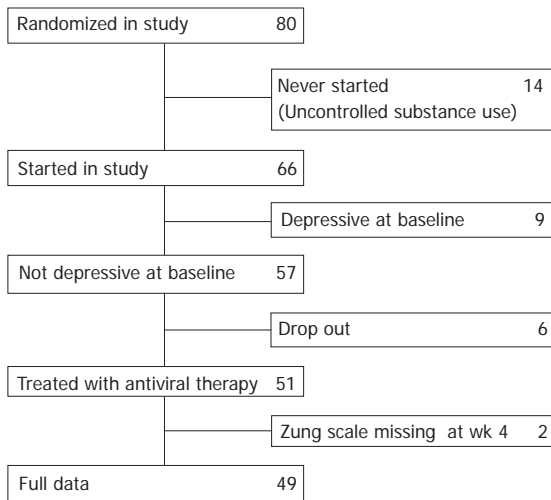 Randomized in study 80
Never started 14
(Uncontrolled substance use)
Started in study 66
Depressive at baseline 9
Not depressive at baseline 57
Drop out 6
Treated with antiviral therapy 51
Zung scale missing at wk 4 2
Full data 49